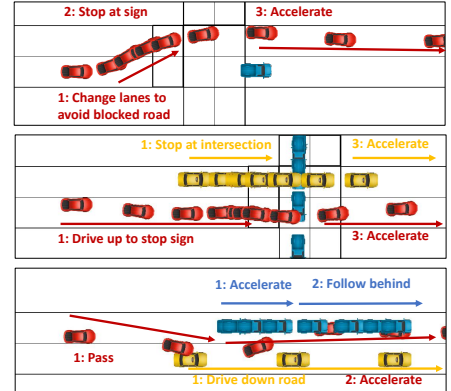 2: Stop at sign
3: Accelerate
1: Change lanes to
avoid blocked road
1: Stop at intersection
3: Accelerate
1: Drive up to stop sign
3: Accelerate
1: Accelerate
2: Follow behind
1: Pass
1: Drive down road
2: Accelerate